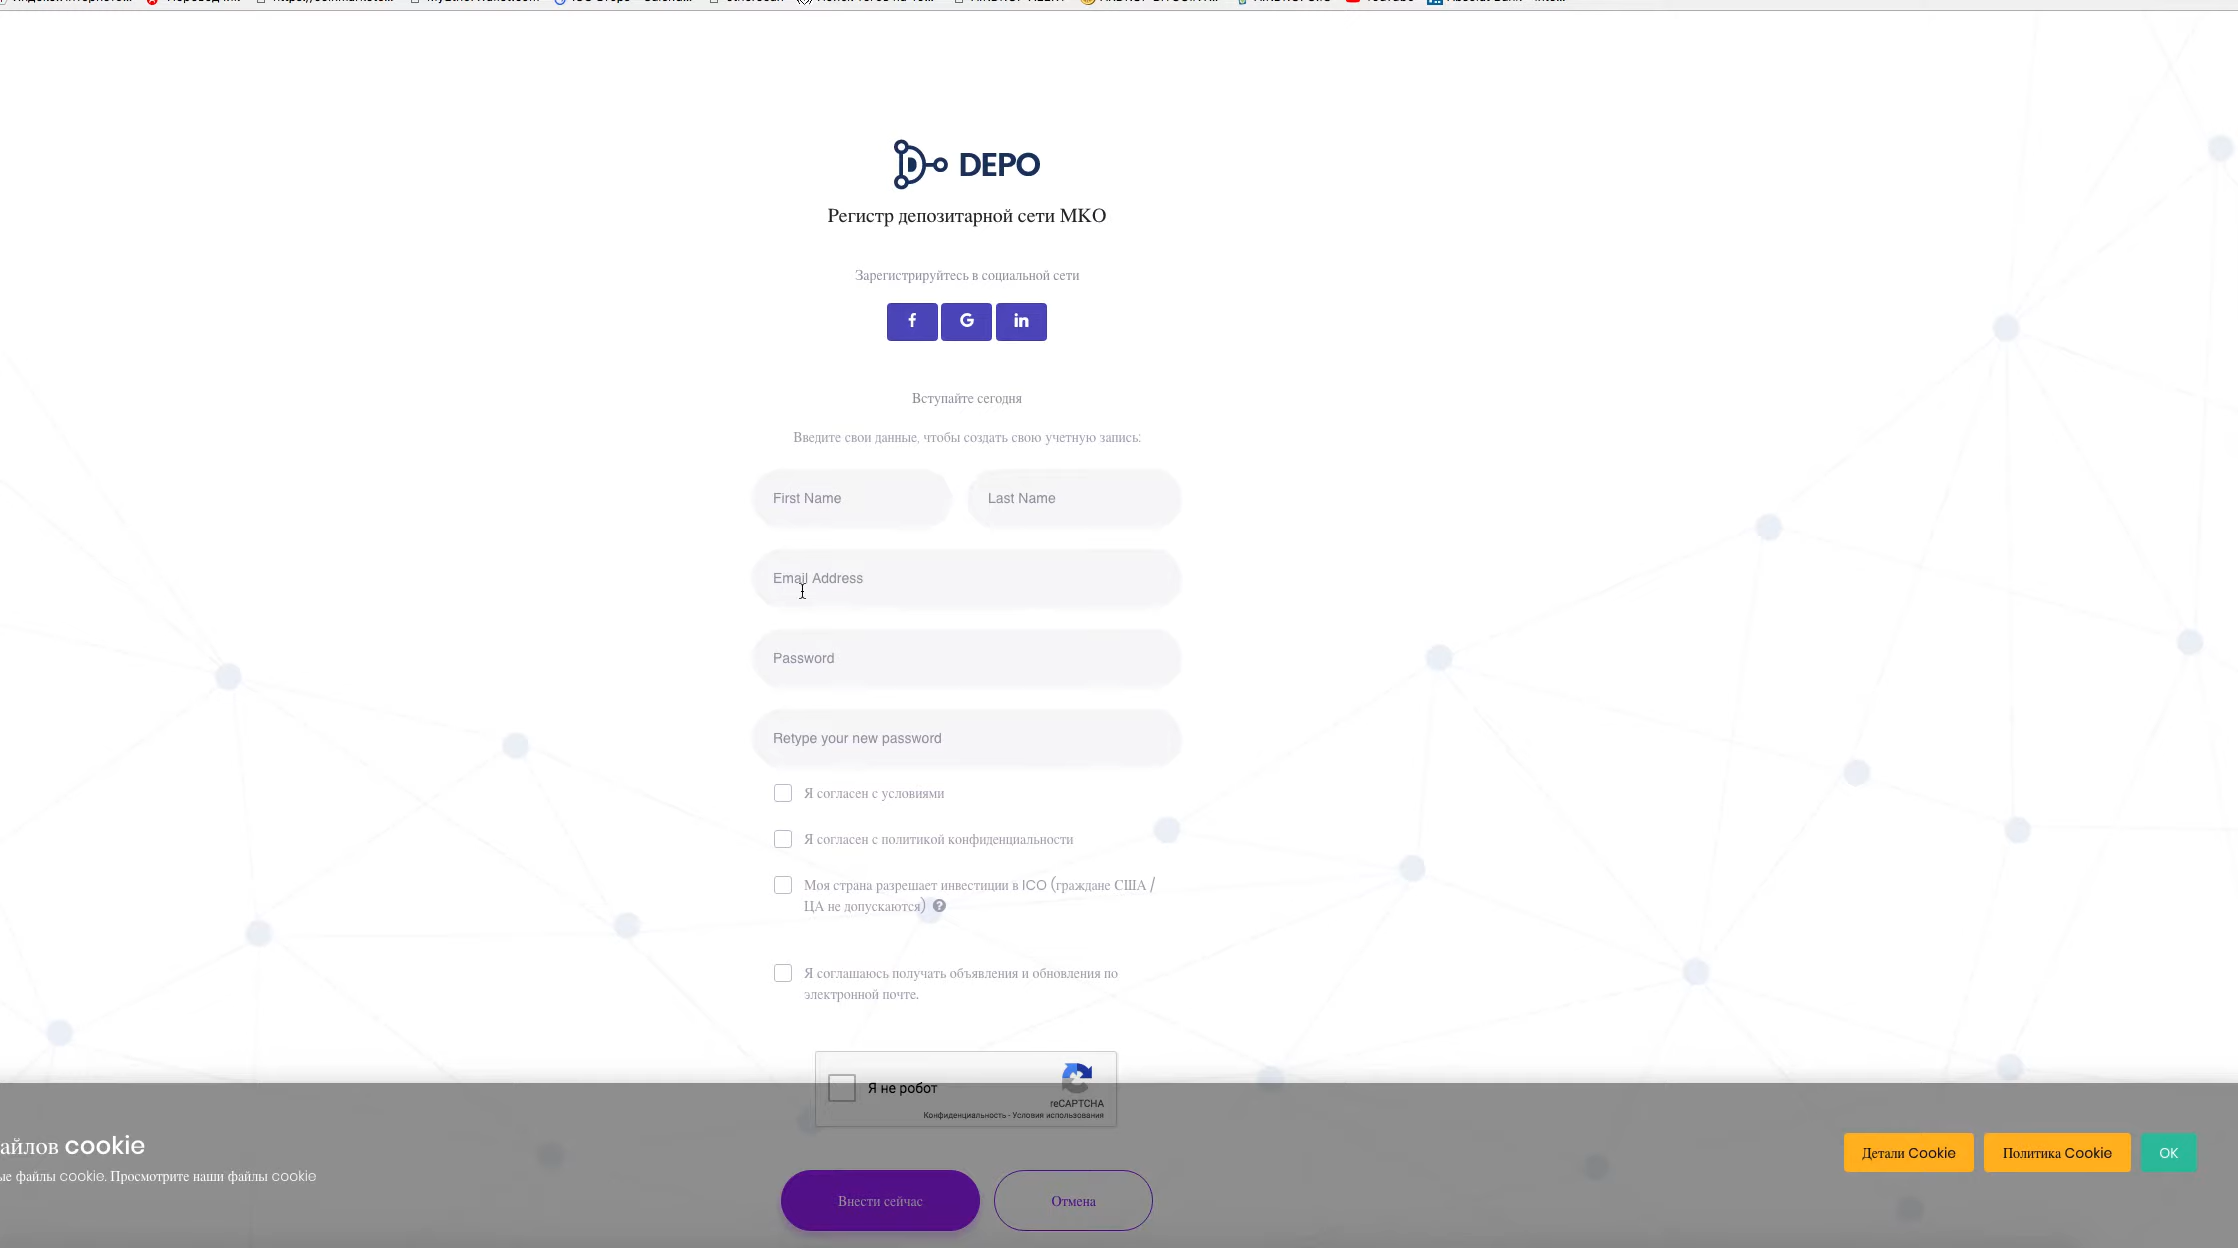 DEPO
Регистр депозитарной сети МКО
Зарегистрируйтесь в социальной сети
Вступайте сегодня
Введите свои данные, чтобы создать свою учетную запись:
First Name Last Name
Email Address
Password
Retype your new password
Я согласен с условиями
Я согласен с политикой конфиденциальности
Моя страна разрешает инвестиции в ICO (граждане США /
ЦА не допускаются)
Я соглашаюсь получать объявления и обновления по
электронной почте.
Я не робот
reCAPTCHA
Конфиденциальность - Условия использования
cookie
файлы cookie. Просмотрите наши файлы cookie
Детали Cookie Политика Cookie OK
Внести сейчас Отмена